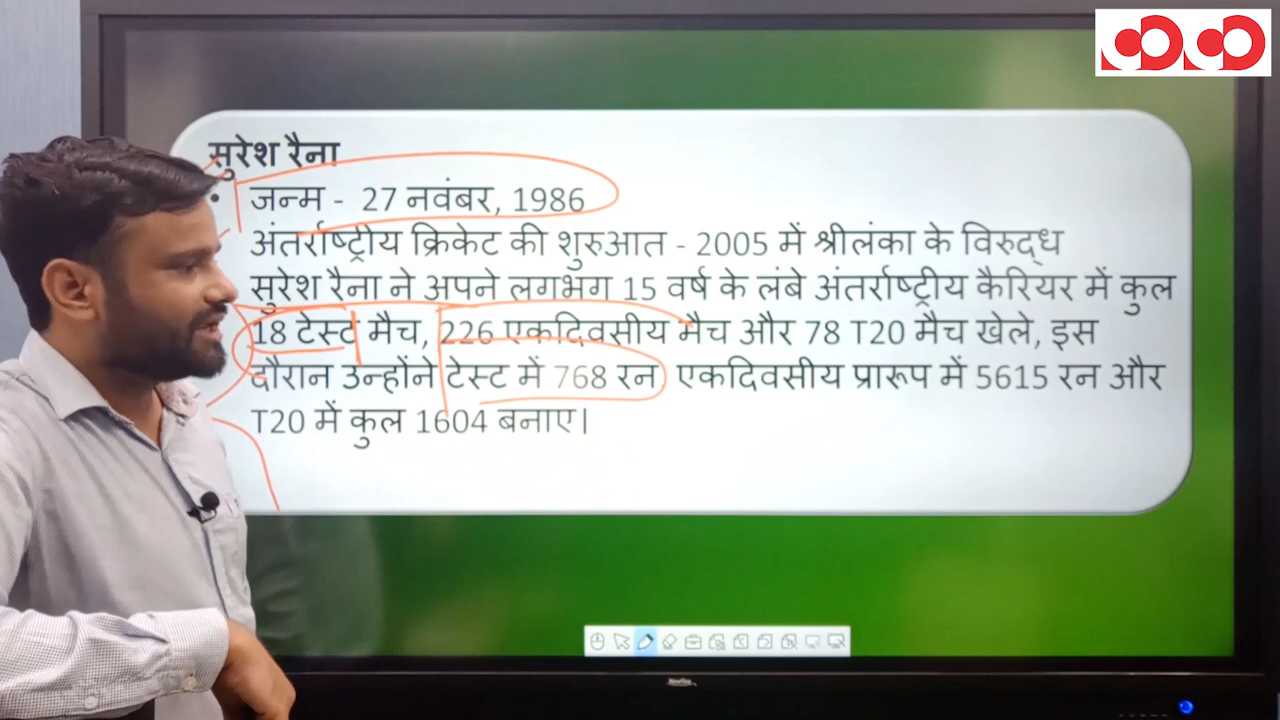 सुरेश रैना
• जन्म - 27 नवंबर, 1986
अंतर्राष्ट्रीय क्रिकेट की शुरुआत - 2005 में श्रीलंका के विरुद्ध
सुरेश रैना ने अपने लगभग 15 वर्ष के लंबे अंतर्राष्ट्रीय कैरियर में कुल
18 टेस्ट मैच, 226 एकदिवसीय मैच और 78 T20 मैच खेले, इस
दौरान उन्होंने टेस्ट में 768 रन एकदिवसीय प्रारूप में 5615 रन और
T20 में कुल 1604 बनाए।